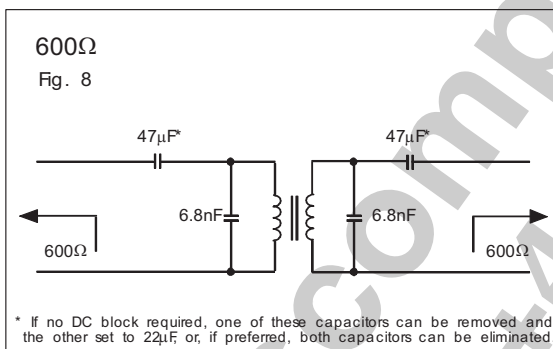 600Ω
Fig. 8
47μF* 47μF*
6.8nF 6.8nF
600Ω 600Ω
* If no DC block required, one of these capacitors can be removed and
the other set to 22μF, or, if preferred, both capacitors can be eliminated